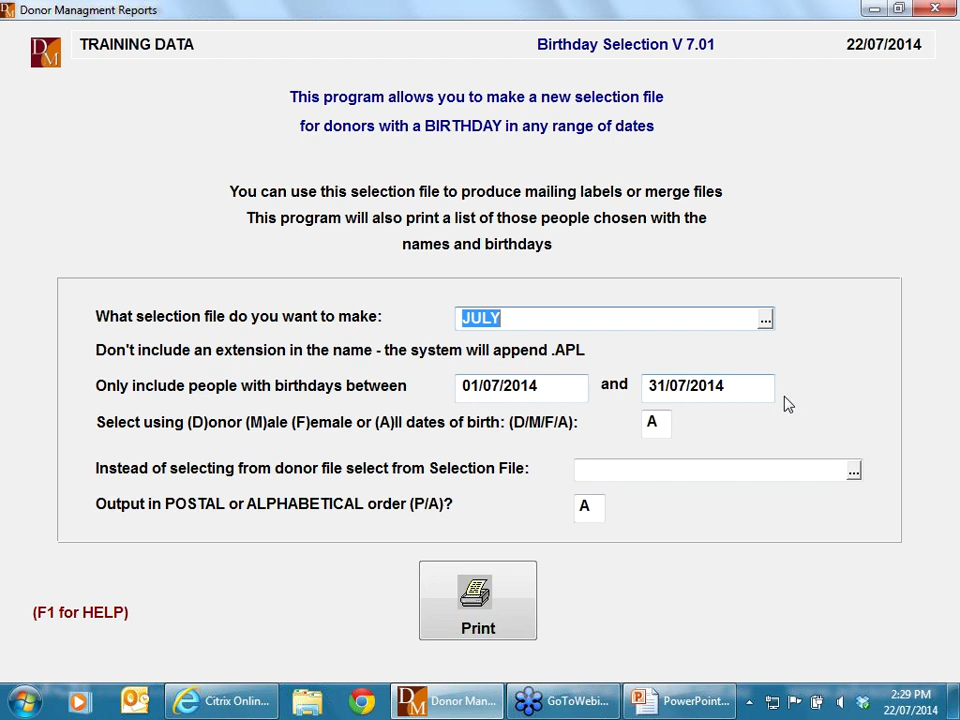 Donor Managment Reports
DM TRAINING DATA Birthday Selection V 7.01 22/07/2014
This program allows you to make a new selection file
for donors with a BIRTHDAY in any range of dates
You can use this selection file to produce mailing labels or merge files
This program will also print a list of those people chosen with the
names and birthdays
What selection file do you want to make: JULY ...
Don't include an extension in the name - the system will append .APL
Only include people with birthdays between 01/07/2014 and 31/07/2014
Select using (D)onor (M)ale (F)emale or (A)ll dates of birth: (D/M/F/A): A
Instead of selecting from donor file select from Selection File: ...
Output in POSTAL or ALPHABETICAL order (P/A)? A
Print
(F1 for HELP)
Citrix Onlin... DM Donor Man... GoToWebi... PowerPoint... 2:29 PM
22/07/2014